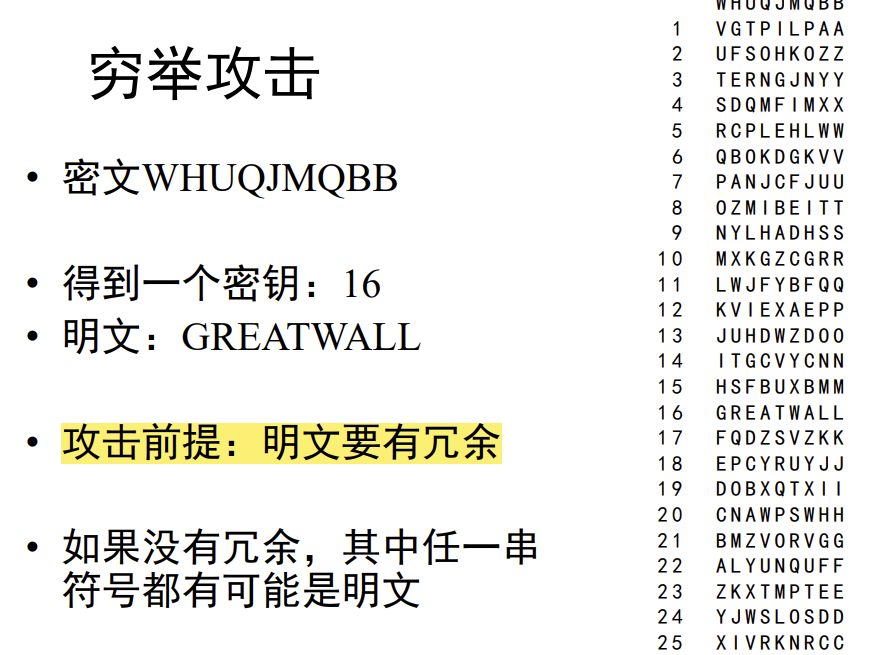 穷举攻击
• 密文WHUQJMQBB
• 得到一个密钥：16
• 明文：GREATWALL
• 攻击前提：明文要有冗余
• 如果没有冗余，其中任一串
符号都有可能是明文
WHUQJMQBB
1 VGTPILPAA
2 UFSOHKOZZ
3 TERNGJNYY
4 SDQMFIMXX
5 RCPLEHLWW
6 QBOKDGKVV
7 PANJCFJUU
8 OZMIBEITT
9 NYLHADHSS
10 MXKGZCGRR
11 LWJFYBFQQ
12 KVIEXAEPP
13 JUHDWZDOO
14 ITGCVYCNN
15 HSFBUXBMM
16 GREATWALL
17 FQDZSVZKK
18 EPCYRUYJJ
19 DOBXQTXII
20 CNAWPSWHH
21 BMZVORVGG
22 ALYUNQUFF
23 ZKXTMPTEE
24 YJWSLOSDD
25 XIVRKNRCC